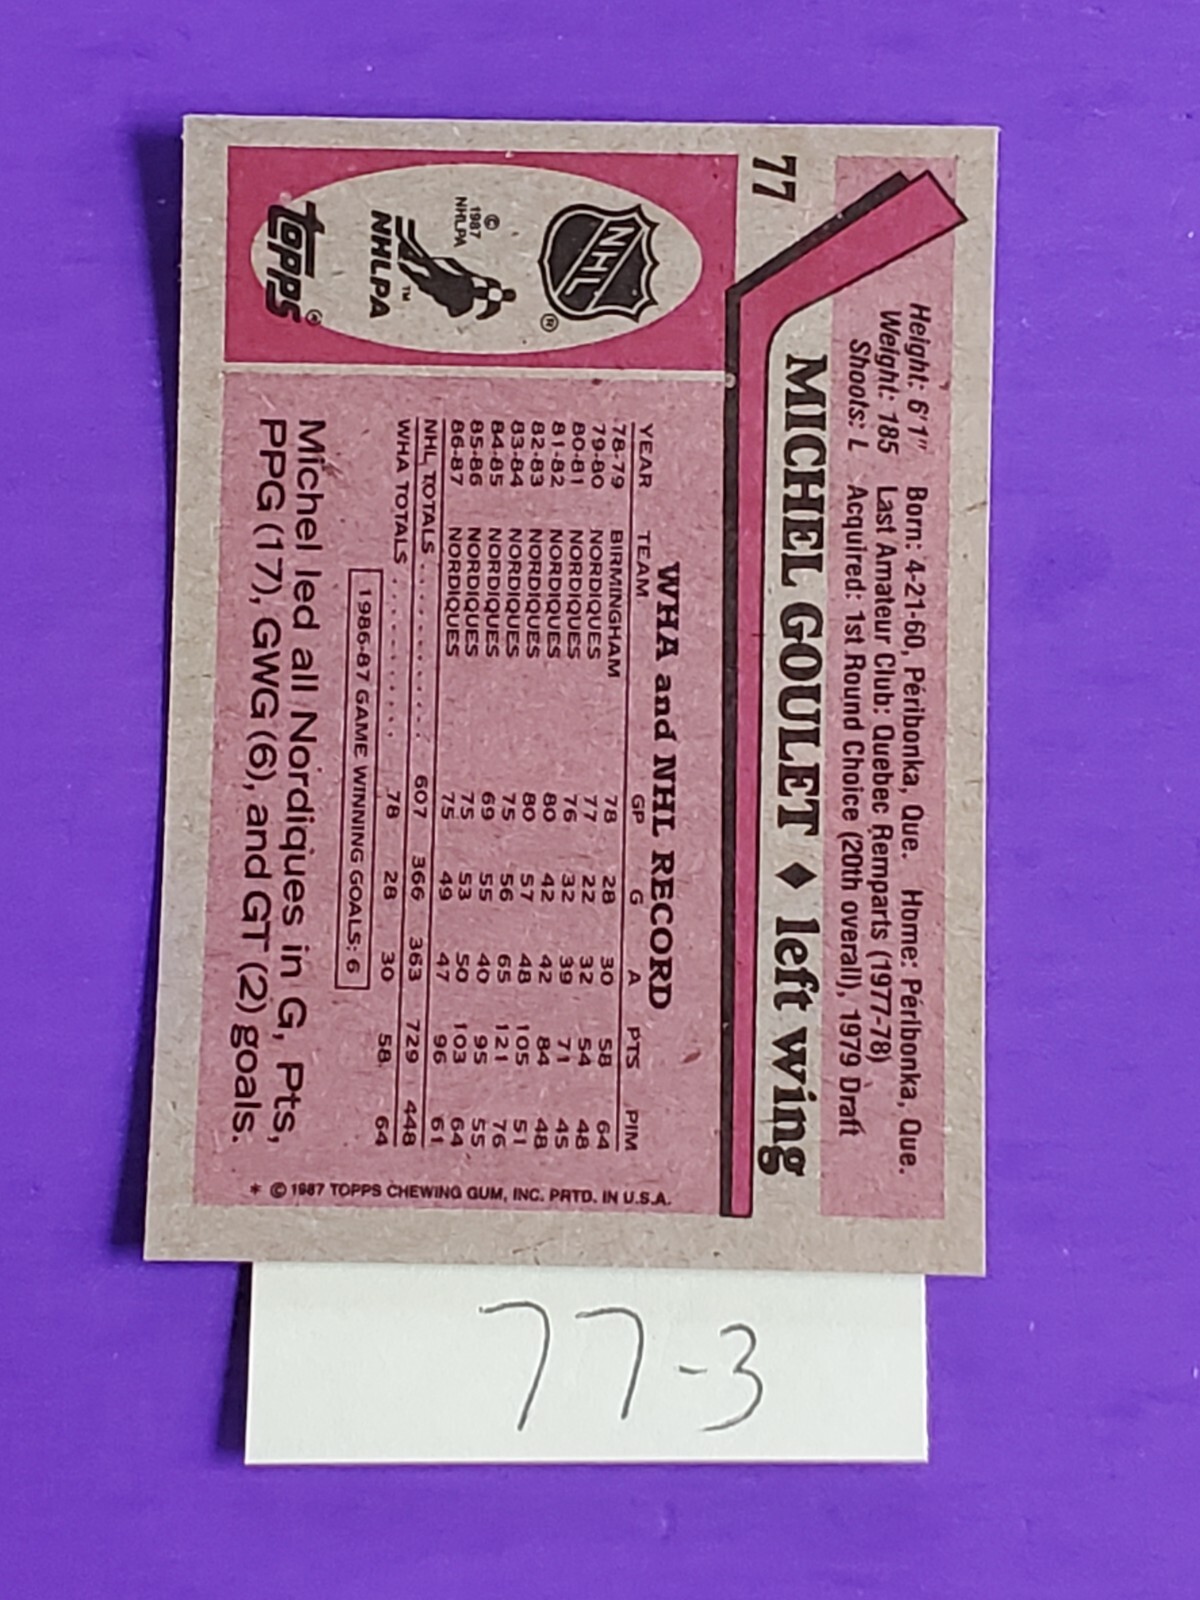 77
Height: 6'1" Born: 4-21-60, Péribonka, Que. Home: Péribonka, Que.
Weight: 185 Last Amateur Club: Quebec Remparts (1977-78)
Shoots: L Acquired: 1st Round Choice (20th overall), 1979 Draft
MICHEL GOULET ♦ left wing
NHL ®
© 1987 NHLPA
™
NHLPA
topps ®
WHA and NHL RECORD
YEAR TEAM GP G A PTS PIM
-78-79 BIRMINGHAM 78 28 30 58 64
79-80 NORDIQUES 77 22 32 54 48
80-81 NORDIQUES 76 32 39 71 45
81-82 NORDIQUES 80 42 42 84 48
82-83 NORDIQUES 80 57 48 105 51
83-84 NORDIQUES 75 56 65 121 76
84-85 NORDIQUES 69 55 40 95 55
85-86 NORDIQUES 75 53 50 103 64
86-87 NORDIQUES 75 49 47 96 61
NHL TOTALS . . . . . . . . . 607 366 363 729 448
WHA TOTALS . . . . . . . . . 78 28 30 58 64
1986-87 GAME WINNING GOALS: 6
Michel led all Nordiques in G, Pts,
PPG (17), GWG (6), and GT (2) goals.
* © 1987 TOPPS CHEWING GUM, INC. PRTD. IN U.S.A.
77-3